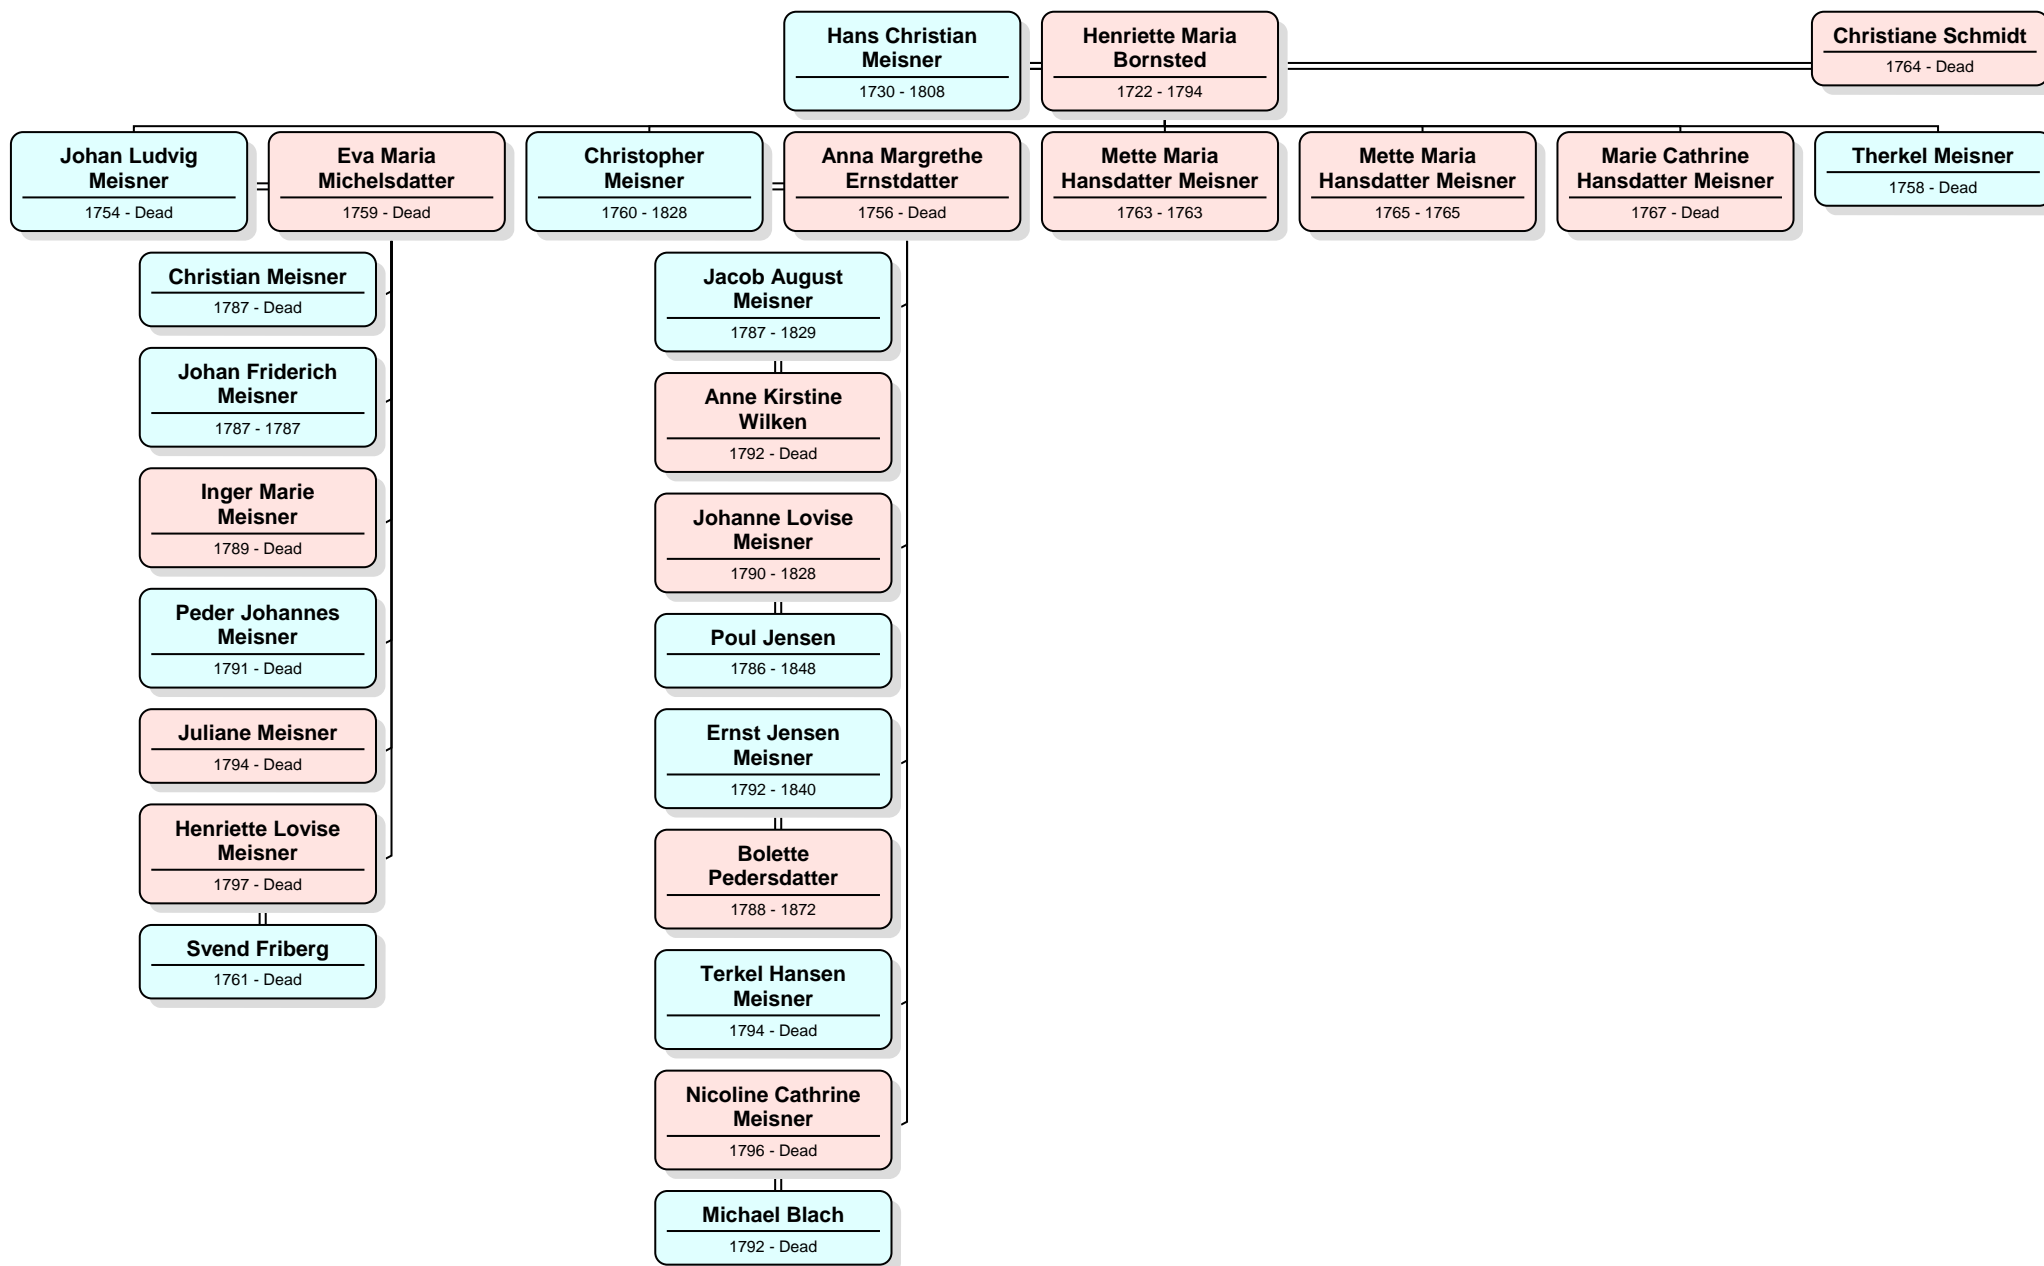 Hans Christian
Meisner
1730 - 1808
Henriette Maria
Bornsted
1722 - 1794
Christiane Schmidt
1764 - Dead
Johan Ludvig
Meisner
1754 - Dead
Eva Maria
Michelsdatter
1759 - Dead
Christopher
Meisner
1760 - 1828
Anna Margrethe
Ernstdatter
1756 - Dead
Mette Maria
Hansdatter Meisner
1763 - 1763
Mette Maria
Hansdatter Meisner
1765 - 1765
Marie Cathrine
Hansdatter Meisner
1767 - Dead
Therkel Meisner
1758 - Dead
Christian Meisner
1787 - Dead
Johan Friderich
Meisner
1787 - 1787
Inger Marie
Meisner
1789 - Dead
Peder Johannes
Meisner
1791 - Dead
Juliane Meisner
1794 - Dead
Henriette Lovise
Meisner
1797 - Dead
Svend Friberg
1761 - Dead
Jacob August
Meisner
1787 - 1829
Anne Kirstine
Wilken
1792 - Dead
Johanne Lovise
Meisner
1790 - 1828
Poul Jensen
1786 - 1848
Ernst Jensen
Meisner
1792 - 1840
Bolette
Pedersdatter
1788 - 1872
Terkel Hansen
Meisner
1794 - Dead
Nicoline Cathrine
Meisner
1796 - Dead
Michael Blach
1792 - Dead